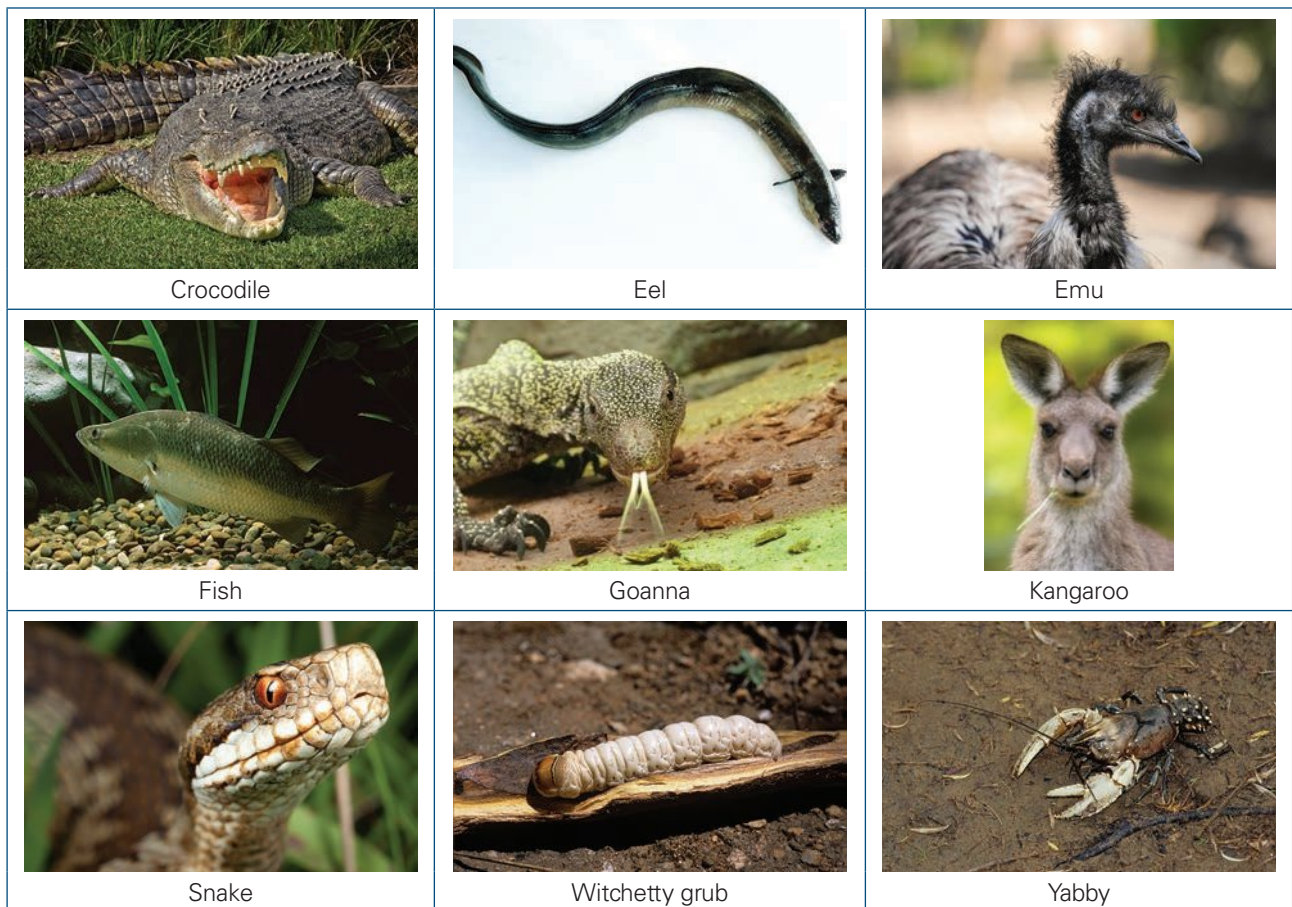 Crocodile
Eel
Emu
Fish
Goanna
Kangaroo
Snake
Witchetty grub
Yabby